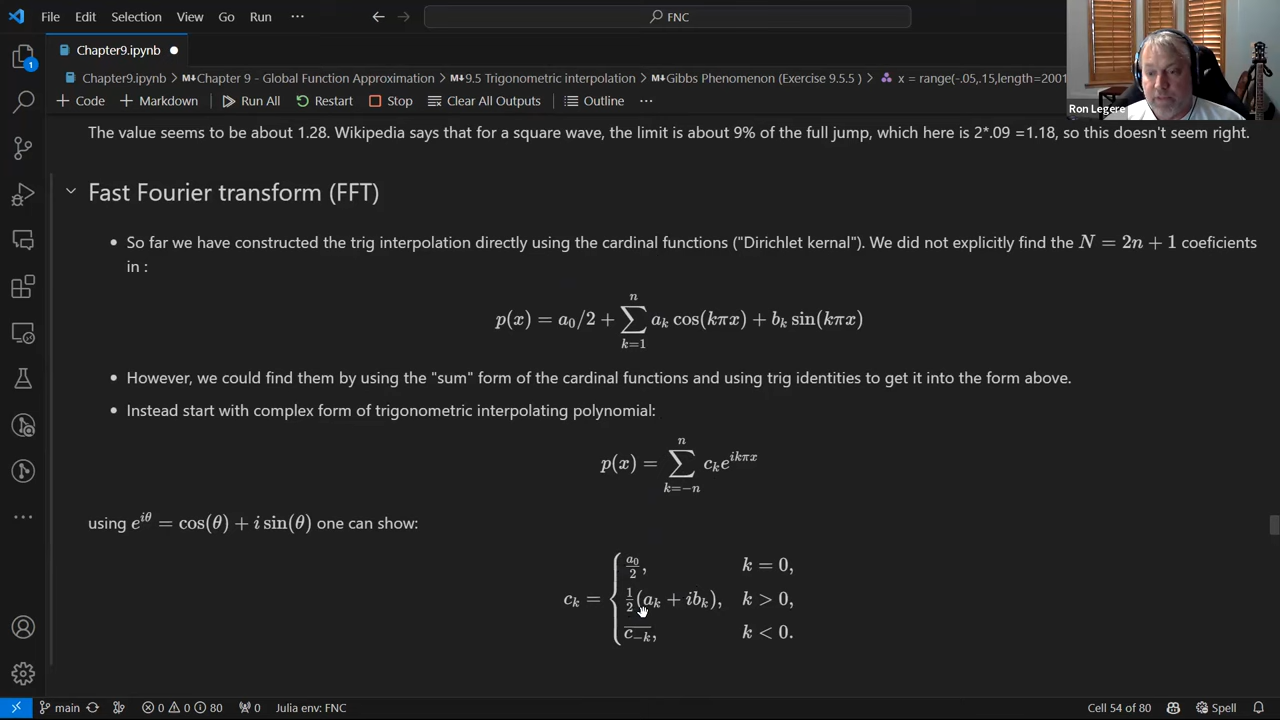 File Edit Selection View Go Run ··· FNC
Chapter9.ipynb
Chapter9.ipynb > Chapter 9 - Global Function Approximati… > 9.5 Trigonometric interpolation > Gibbs Phenomenon (Exercise 9.5.5 ) > x = range(-.05,.15,length=2001
+ Code + Markdown Run All Restart Stop Clear All Outputs Outline ···
Ron Legere
The value seems to be about 1.28. Wikipedia says that for a square wave, the limit is about 9% of the full jump, which here is 2*.09 =1.18, so this doesn't seem right.
Fast Fourier transform (FFT)
• So far we have constructed the trig interpolation directly using the cardinal functions ("Dirichlet kernal"). We did not explicitly find the N = 2n + 1 coeficients
in :
p(x) = a_0/2 + \sum_{k=1}^{n} a_k cos(kπx) + b_k sin(kπx)
• However, we could find them by using the "sum" form of the cardinal functions and using trig identities to get it into the form above.
• Instead start with complex form of trigonometric interpolating polynomial:
p(x) = \sum_{k=-n}^{n} c_k e^{ikπx}
using e^{iθ} = cos(θ) + i sin(θ) one can show:
c_k = { \frac{a_0}{2}, k = 0,
\frac{1}{2}(a_k + ib_k), k > 0,
\overline{c_{-k}}, k < 0.
main 0 0 80 0 Julia env: FNC Cell 54 of 80 Spell